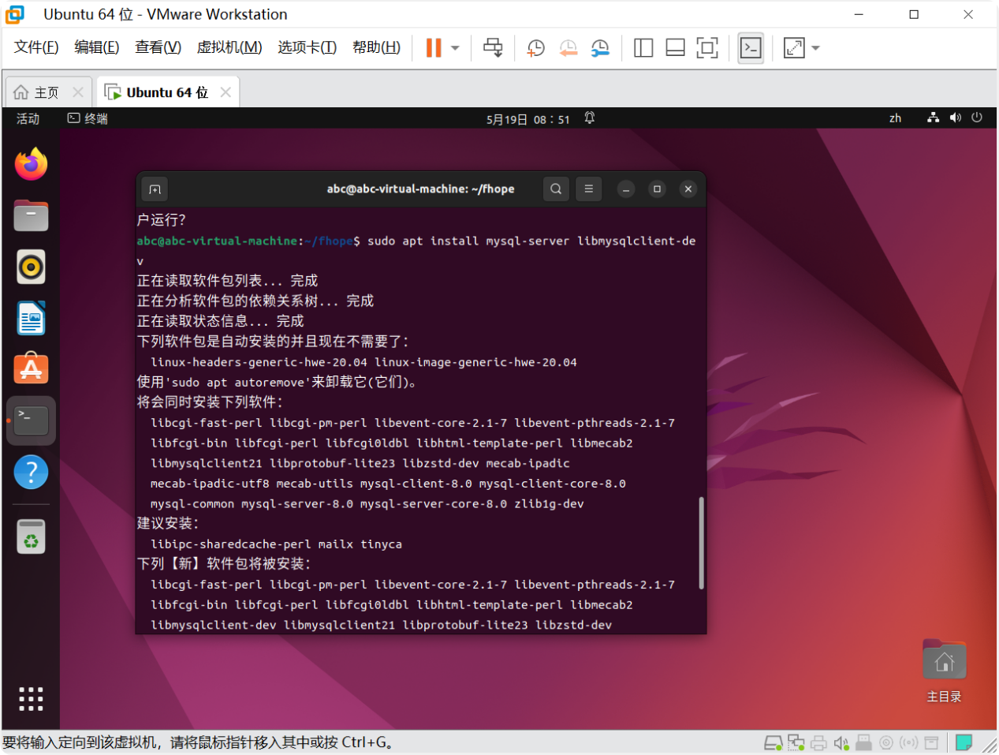 Ubuntu 64 位 - VMware Workstation
文件(F) 编辑(E) 查看(V) 虚拟机(M) 选项卡(T) 帮助(H)
主页 Ubuntu 64 位
活动 终端 5月19日 08：51 zh
abc@abc-virtual-machine: ~/fhope
户运行？
abc@abc-virtual-machine:~/fhope$ sudo apt install mysql-server libmysqlclient-de
v
正在读取软件包列表... 完成
正在分析软件包的依赖关系树... 完成
正在读取状态信息... 完成
下列软件包是自动安装的并且现在不需要了：
linux-headers-generic-hwe-20.04 linux-image-generic-hwe-20.04
使用'sudo apt autoremove'来卸载它(它们)。
将会同时安装下列软件：
libcgi-fast-perl libcgi-pm-perl libevent-core-2.1-7 libevent-pthreads-2.1-7
libfcgi-bin libfcgi-perl libfcgi0ldbl libhtml-template-perl libmecab2
libmysqlclient21 libprotobuf-lite23 libzstd-dev mecab-ipadic
mecab-ipadic-utf8 mecab-utils mysql-client-8.0 mysql-client-core-8.0
mysql-common mysql-server-8.0 mysql-server-core-8.0 zlib1g-dev
建议安装：
libipc-sharedcache-perl mailx tinyca
下列【新】软件包将被安装：
libcgi-fast-perl libcgi-pm-perl libevent-core-2.1-7 libevent-pthreads-2.1-7
libfcgi-bin libfcgi-perl libfcgi0ldbl libhtml-template-perl libmecab2
libmysqlclient-dev libmysqlclient21 libprotobuf-lite23 libzstd-dev
主目录
要将输入定向到该虚拟机，请将鼠标指针移入其中或按 Ctrl+G。